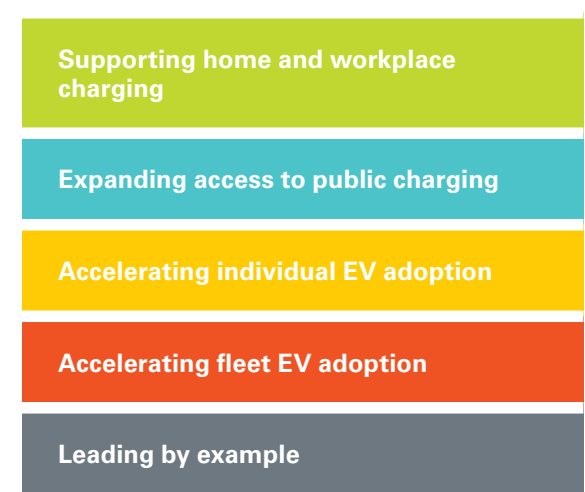 Supporting home and workplace
charging
Expanding access to public charging
Accelerating individual EV adoption
Accelerating fleet EV adoption
Leading by example